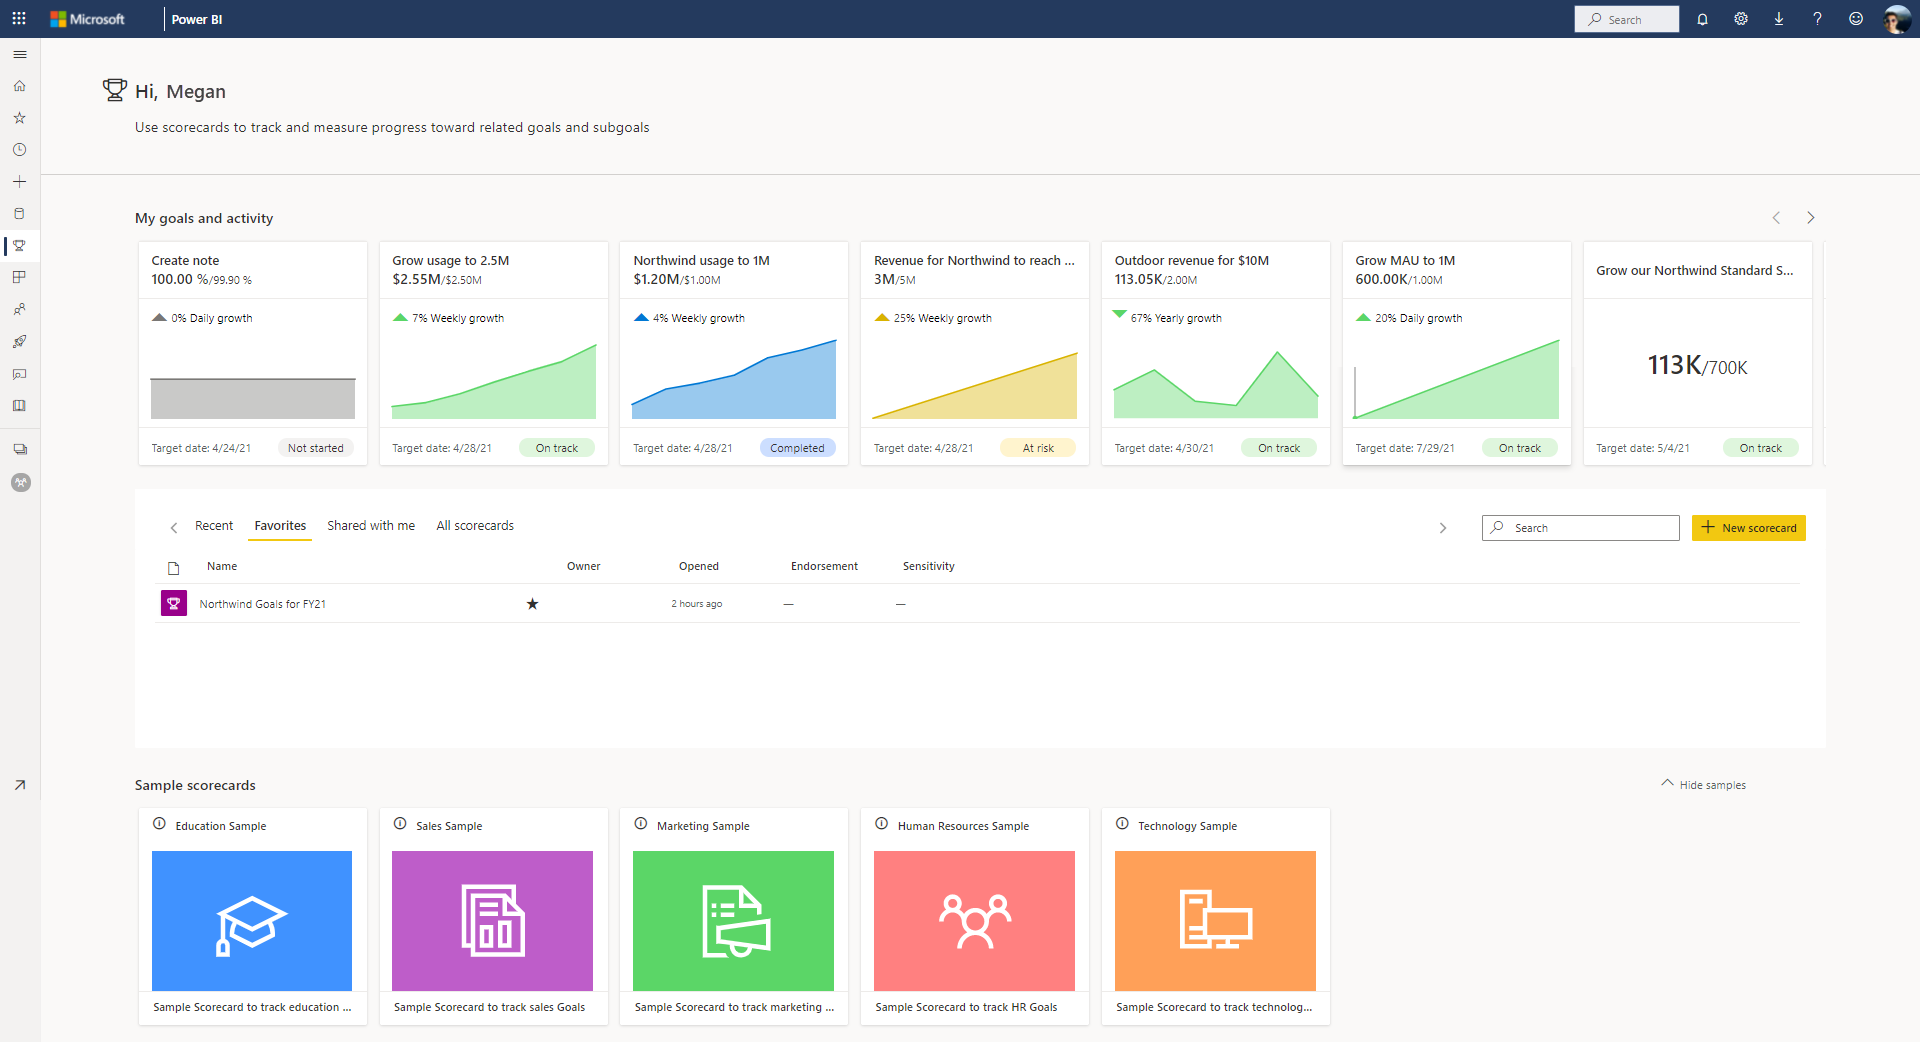 Microsoft Power BI Search
Hi, Megan
Use scorecards to track and measure progress toward related goals and subgoals
My goals and activity
Create note
100.00 %/99.90 %
0% Daily growth
Target date: 4/24/21 Not started
Grow usage to 2.5M
$2.55M/$2.50M
7% Weekly growth
Target date: 4/28/21 On track
Northwind usage to 1M
$1.20M/$1.00M
4% Weekly growth
Target date: 4/28/21 Completed
Revenue for Northwind to reach ...
3M/5M
25% Weekly growth
Target date: 4/28/21 At risk
Outdoor revenue for $10M
113.05K/2.00M
67% Yearly growth
Target date: 4/30/21 On track
Grow MAU to 1M
600.00K/1.00M
20% Daily growth
Target date: 7/29/21 On track
Grow our Northwind Standard S...
113K/700K
Target date: 5/4/21 On track
Recent Favorites Shared with me All scorecards Search New scorecard
Name Owner Opened Endorsement Sensitivity
Northwind Goals for FY21 2 hours ago — —
Sample scorecards Hide samples
Education Sample
Sample Scorecard to track education ...
Sales Sample
Sample Scorecard to track sales Goals
Marketing Sample
Sample Scorecard to track marketing ...
Human Resources Sample
Sample Scorecard to track HR Goals
Technology Sample
Sample Scorecard to track technolog...